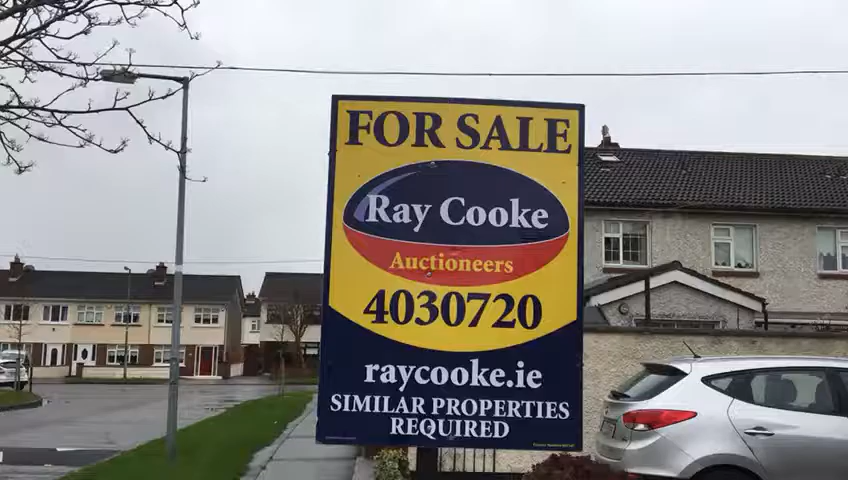 FOR SALE
Ray Cooke
Auctioneers
4030720
raycooke.ie
SIMILAR PROPERTIES
REQUIRED